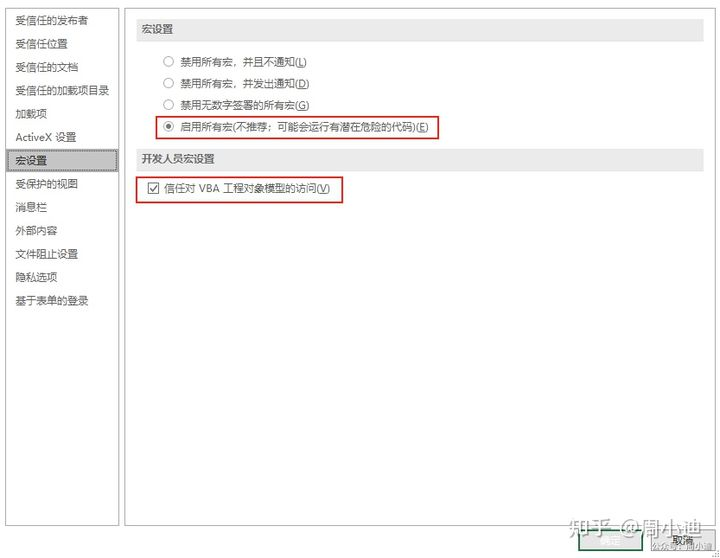 受信任的发布者
受信任位置
受信任的文档
受信任的加载项目录
加载项
ActiveX 设置
宏设置
受保护的视图
消息栏
外部内容
文件阻止设置
隐私选项
基于表单的登录
宏设置
禁用所有宏，并且不通知(L)
禁用所有宏，并发出通知(D)
禁用无数字签署的所有宏(G)
启用所有宏(不推荐；可能会运行有潜在危险的代码)(E)
开发人员宏设置
信任对 VBA 工程对象模型的访问(V)
知乎 @周小迪
确定
取消
公众号：周小迪